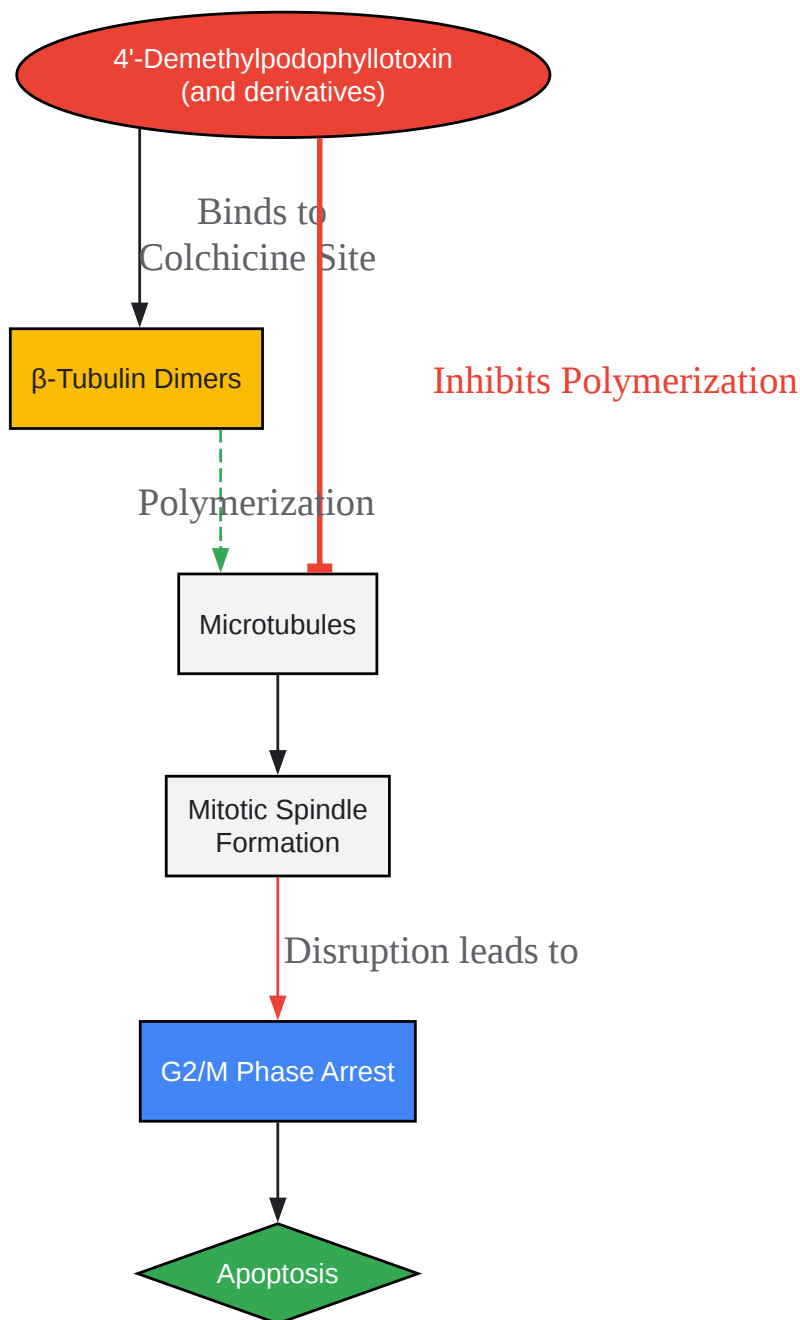 4'-Demethylpodophyllotoxin
(and derivatives)
Binds to
Colchicine Site
β-Tubulin Dimers
Inhibits Polymerization
Polymerization
Microtubules
Mitotic Spindle
Formation
Disruption leads to
G2/M Phase Arrest
Apoptosis